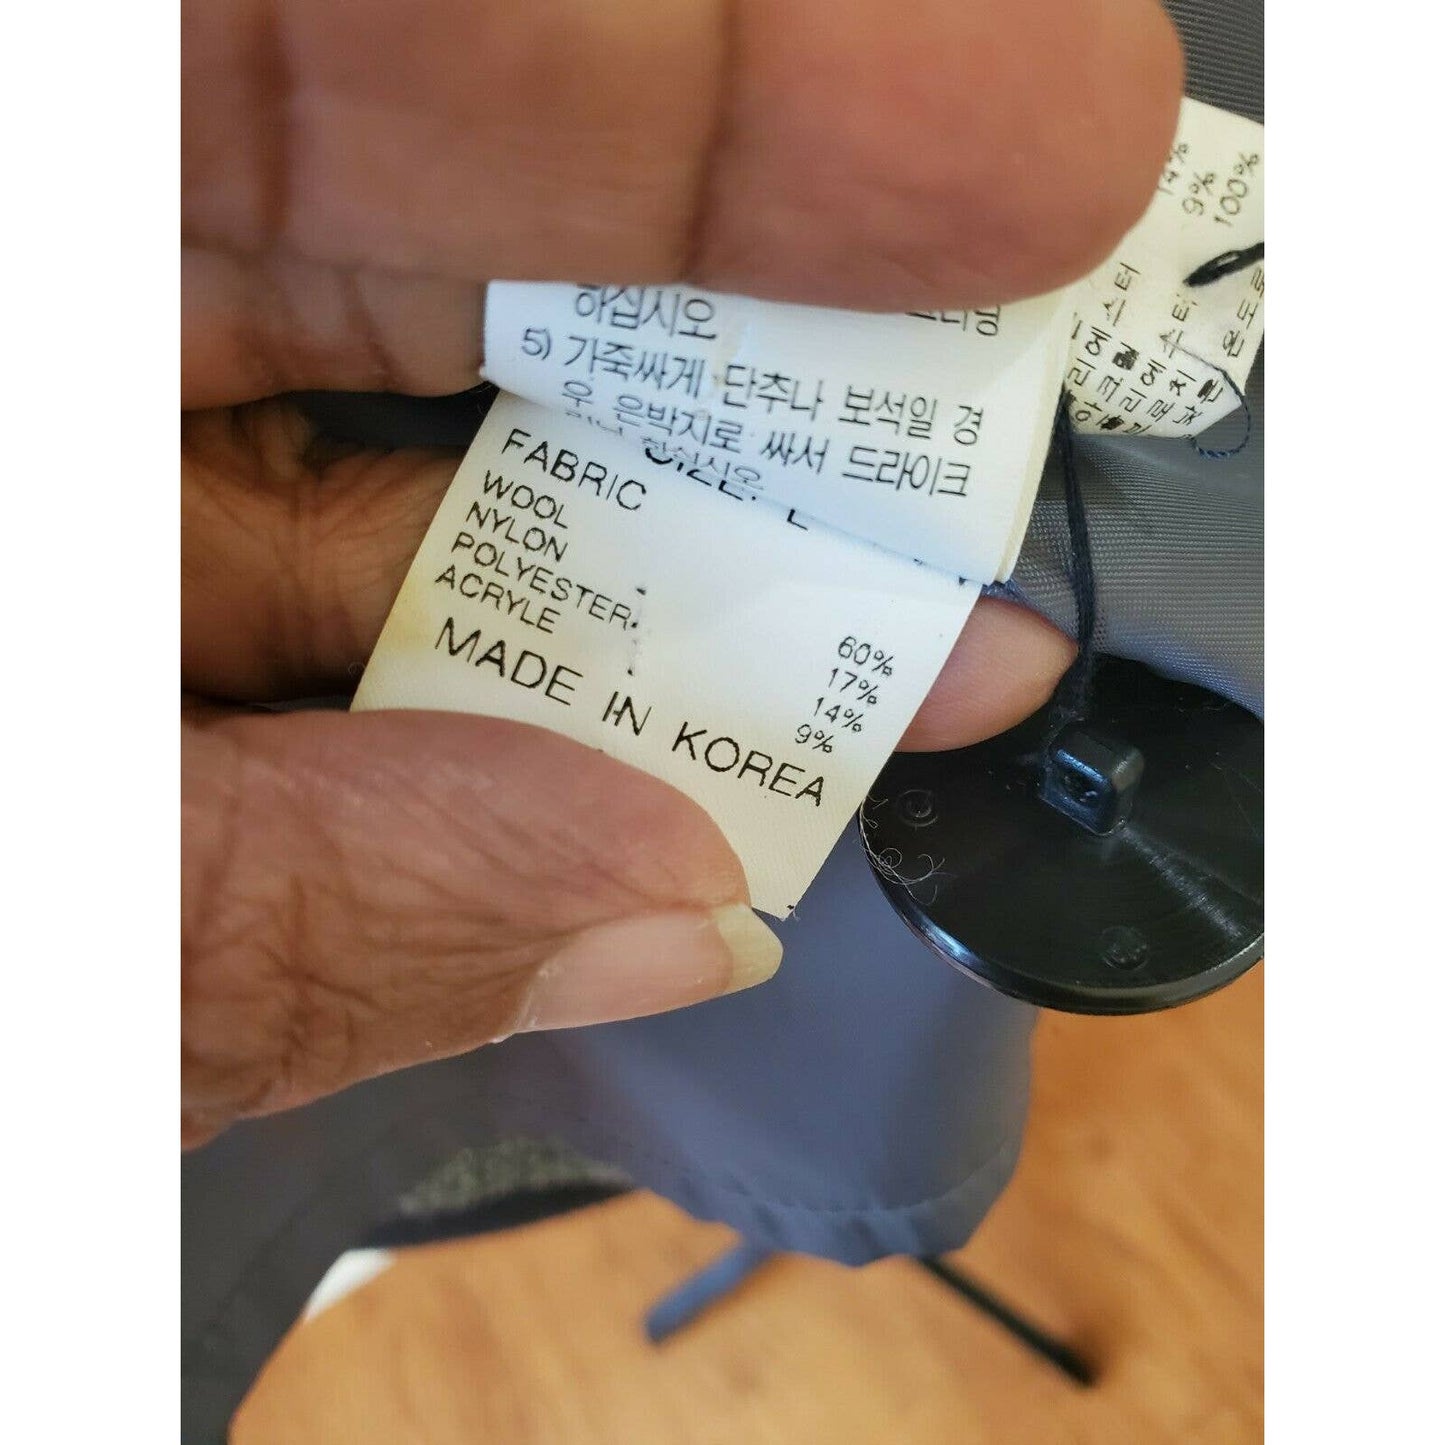 하십시오
5) 가죽싸게 단추나 보석일 경
우 은박지로 싸서 드라이크
FABRIC
WOOL 60%
NYLON 17%
POLYESTER 14%
ACRYLE 9%
MADE IN KOREA
14%
9%
100%